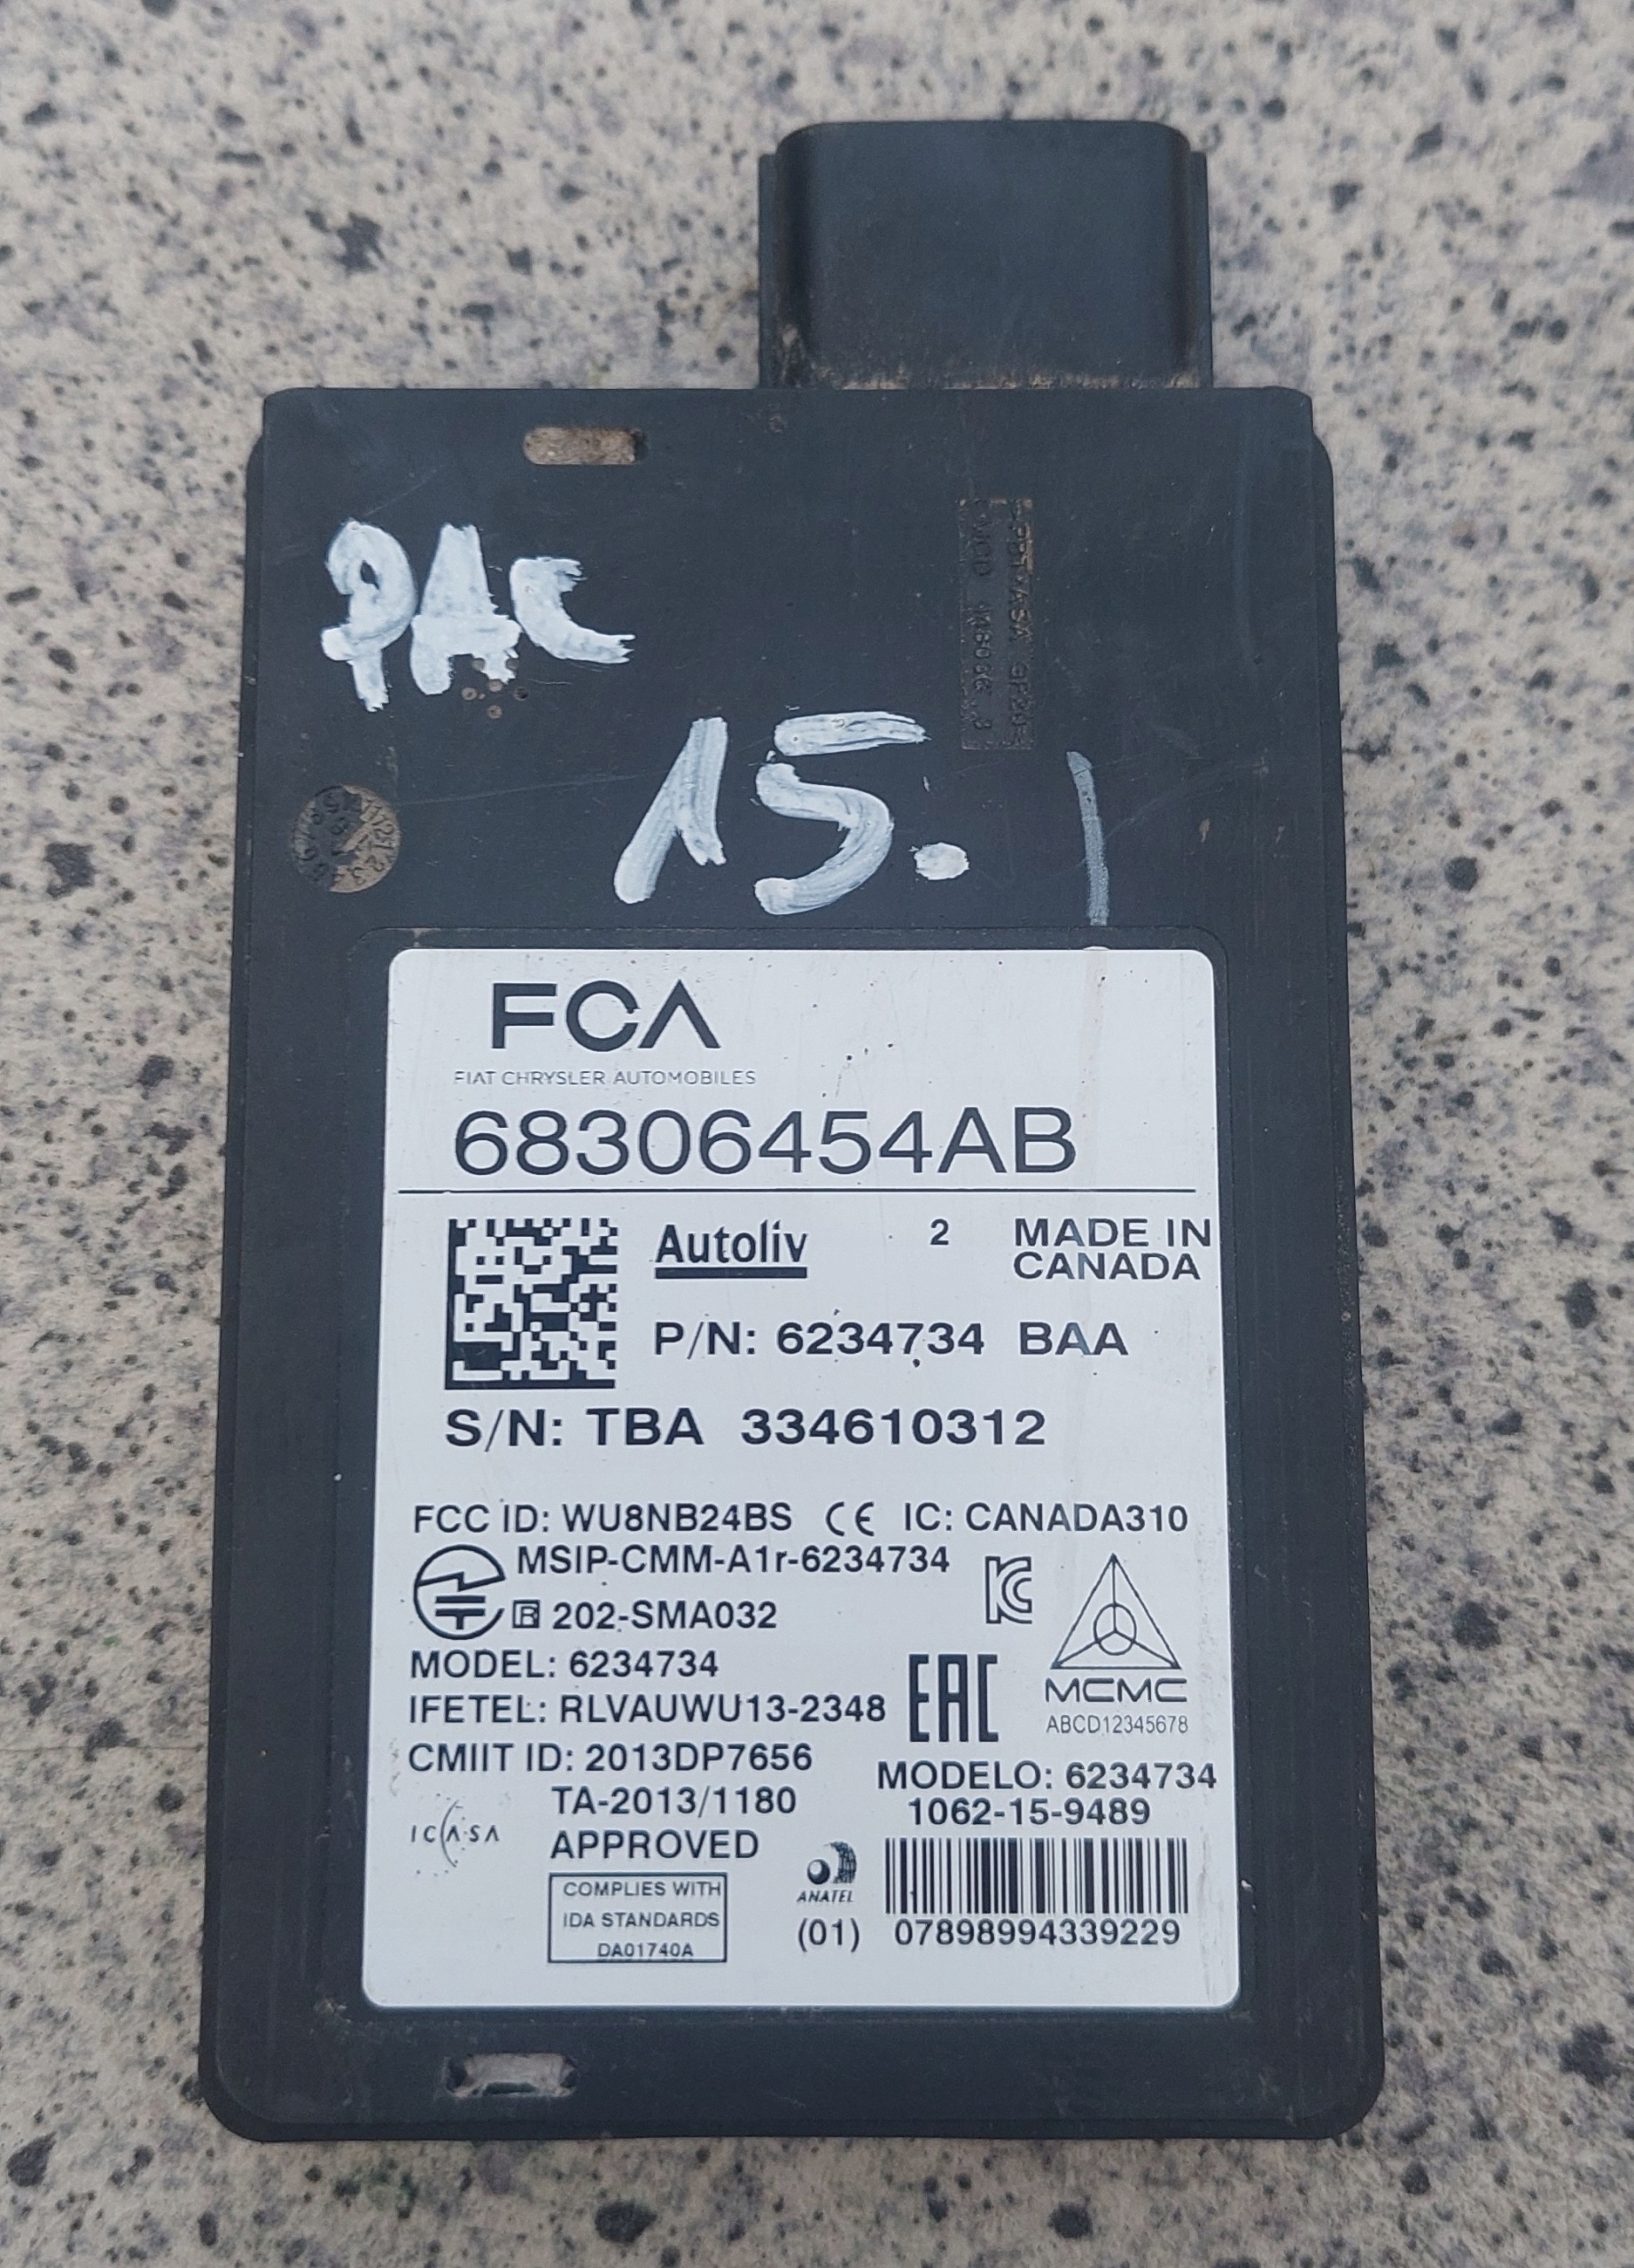 PAC
15.
FCA
FIAT CHRYSLER AUTOMOBILES
68306454AB
Autoliv 2 MADE IN
CANADA
P/N: 6234734 BAA
S/N: TBA 334610312
FCC ID: WU8NB24BS CE IC: CANADA310
MSIP-CMM-A1r-6234734
R 202-SMA032
MODEL: 6234734
IFETEL: RLVAUWU13-2348
EAC
MCMC
ABCD12345678
CMIIT ID: 2013DP7656
MODELO: 6234734
TA-2013/1180
1062-15-9489
ICASA
APPROVED
ANATEL
COMPLIES WITH
IDA STANDARDS
DA01740A
(01) 07898994339229